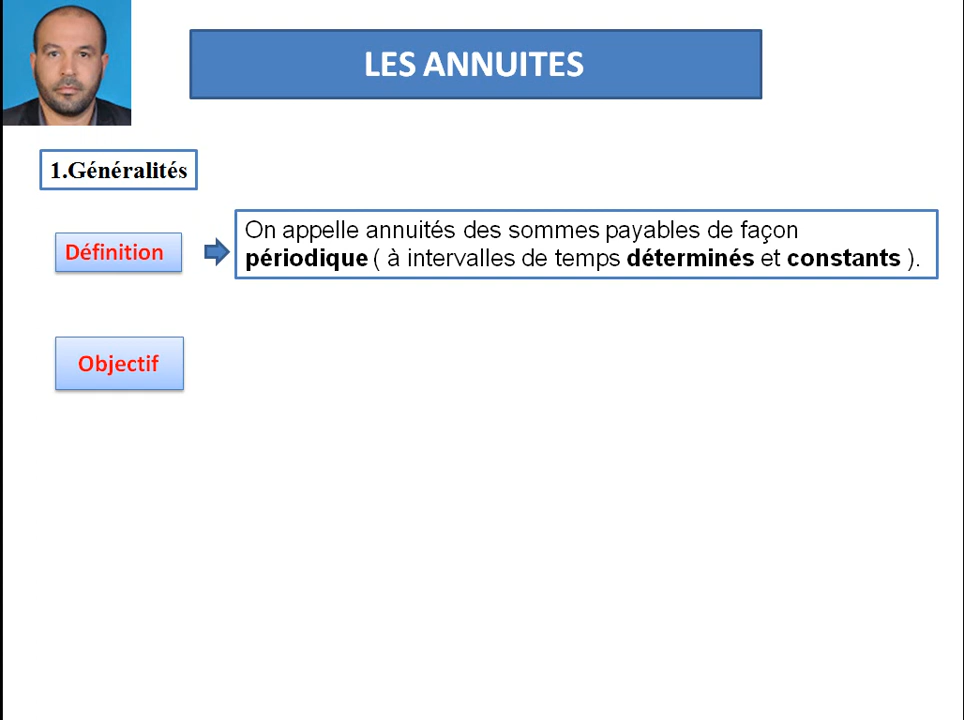 LES ANNUITES
1.Généralités
Définition
On appelle annuités des sommes payables de façon
périodique ( à intervalles de temps déterminés et constants ).
Objectif